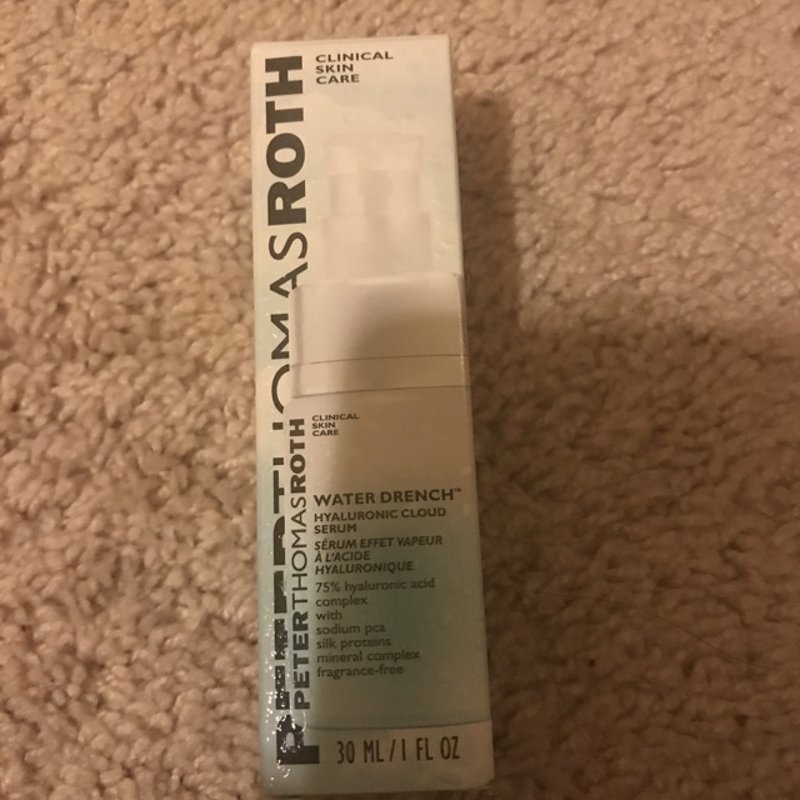 PETERTHOMASROTH
CLINICAL
SKIN
CARE
PETERTHOMASROTH
CLINICAL
SKIN
CARE
WATER DRENCH™
HYALURONIC CLOUD
SERUM
SÉRUM EFFET VAPEUR
À L'ACIDE
HYALURONIQUE
75% hyaluronic acid
complex
with
sodium pca
silk proteins
mineral complex
fragrance-free
30 ML/1 FL OZ